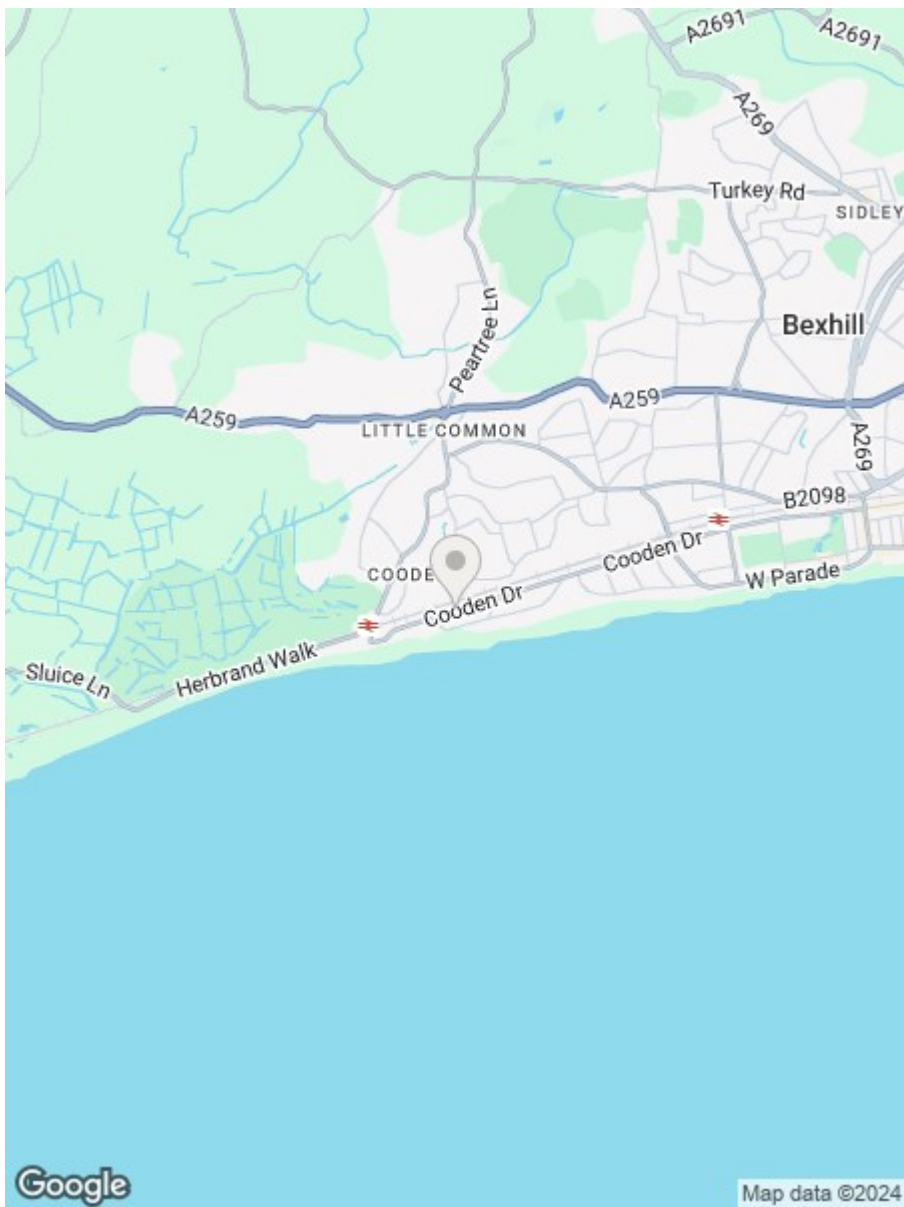 A2691
A2691
A269
Turkey Rd
SIDLEY
Peartree Ln
Bexhill
A259
A259
LITTLE COMMON
A269
B2098
COODE
Cooden Dr
Cooden Dr
W Parade
Herbrand Walk
Sluice Ln
Google
Map data ©2024